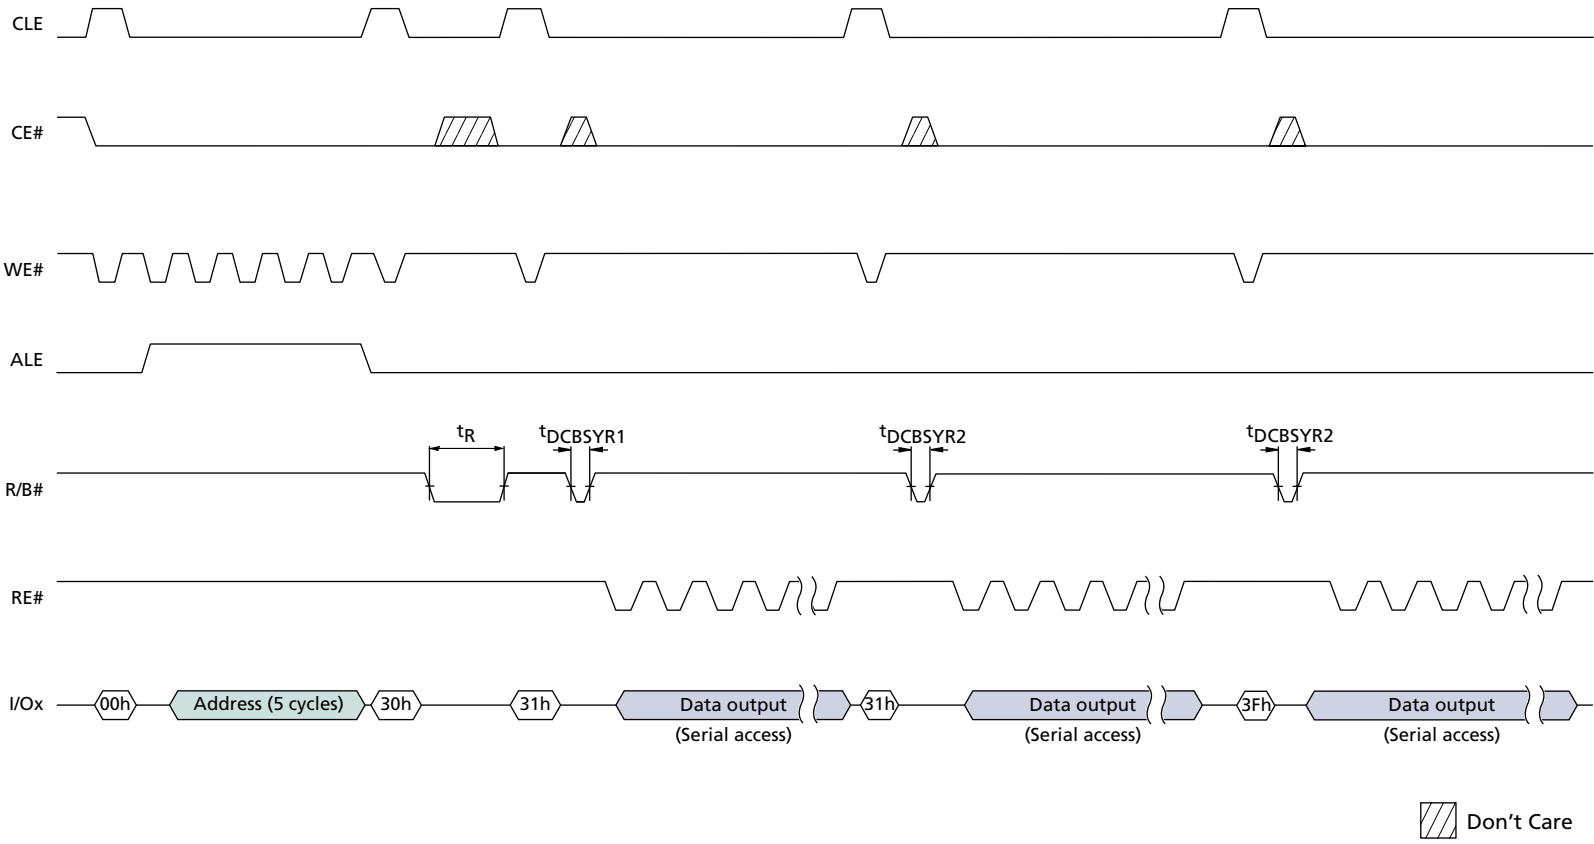 CLE
CE#
WE#
ALE
tR tDCBSYR1 tDCBSYR2 tDCBSYR2
R/B#
RE#
I/Ox 00h Address (5 cycles) 30h 31h Data output 31h Data output 3Fh Data output
(Serial access) (Serial access) (Serial access)
Don't Care